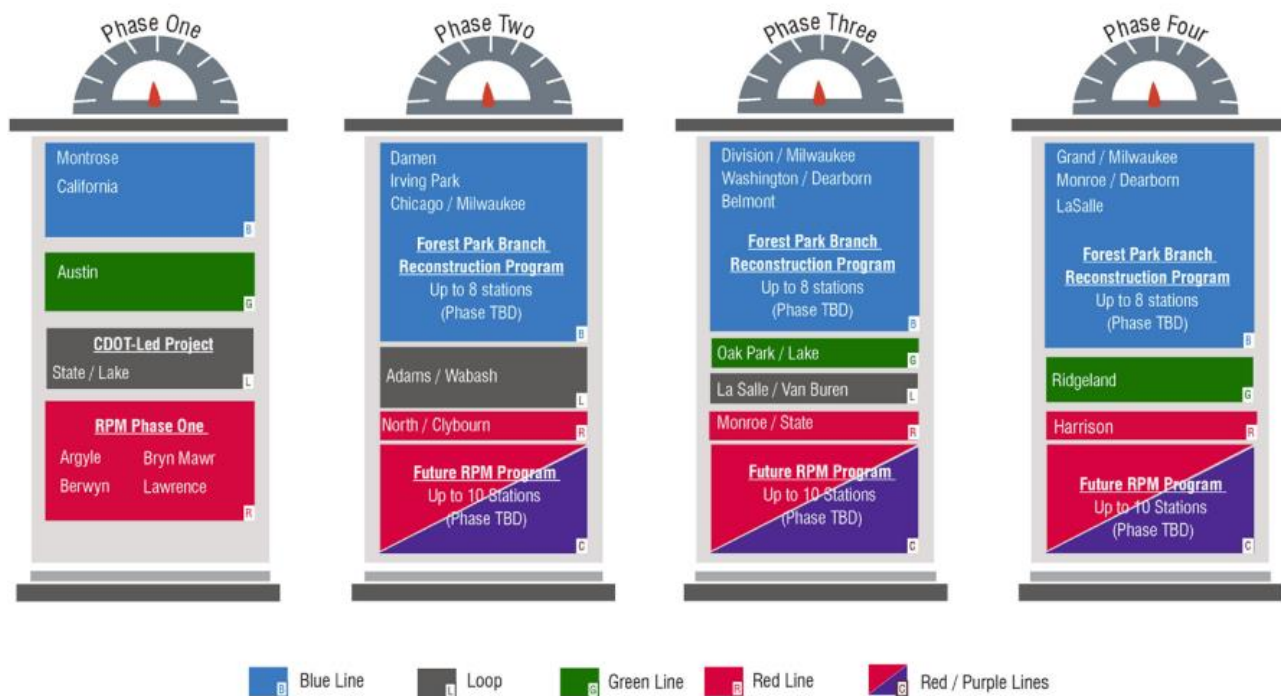 Phase One
Montrose
California
B
Austin
G
CDOT-Led Project
State / Lake
L
RPM Phase One
Argyle Bryn Mawr
Berwyn Lawrence
R
Phase Two
Damen
Irving Park
Chicago / Milwaukee
Forest Park Branch
Reconstruction Program
Up to 8 stations
(Phase TBD)
B
Adams / Wabash
L
North / Clybourn
R
Future RPM Program
Up to 10 Stations
(Phase TBD)
C
Phase Three
Division / Milwaukee
Washington / Dearborn
Belmont
Forest Park Branch
Reconstruction Program
Up to 8 stations
(Phase TBD)
B
Oak Park / Lake
G
La Salle / Van Buren
L
Monroe / State
R
Future RPM Program
Up to 10 Stations
(Phase TBD)
C
Phase Four
Grand / Milwaukee
Monroe / Dearborn
LaSalle
Forest Park Branch
Reconstruction Program
Up to 8 stations
(Phase TBD)
B
Ridgeland
G
Harrison
R
Future RPM Program
Up to 10 Stations
(Phase TBD)
C
B Blue Line L Loop G Green Line R Red Line C Red / Purple Lines